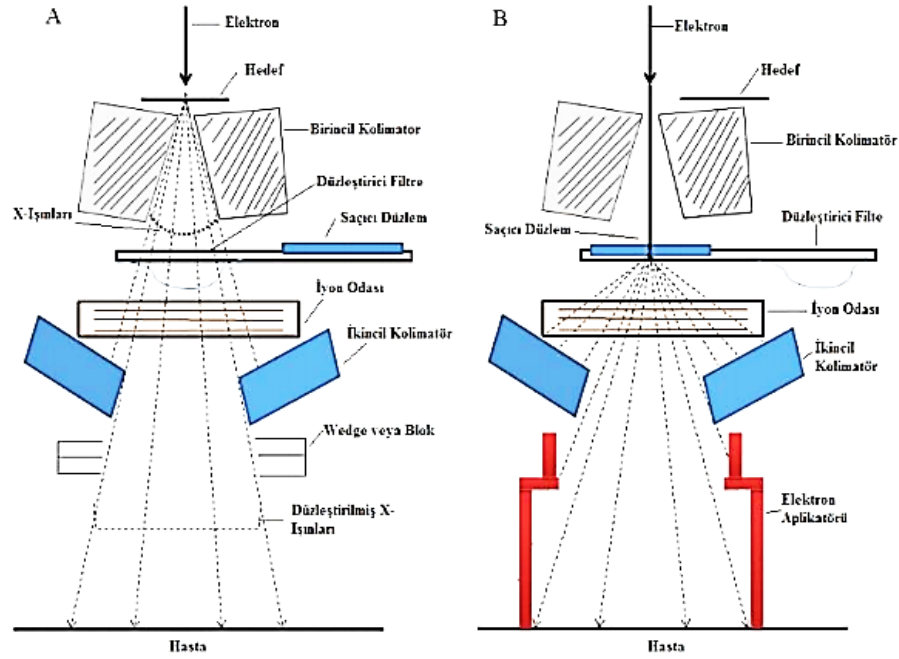 A
Elektron
Hedef
Birincil Kolimator
Düzleştirici Filtre
X-Işınları
Saçıcı Düzlem
İyon Odası
İkincil Kolimatör
Wedge veya Blok
Düzleştirilmiş X-
Işınları
Hasta
B
Elektron
Hedef
Birincil Kolimatör
Saçıcı Düzlem
Düzleştirici Filte
İyon Odası
İkincil
Kolimatör
Elektron
Aplikatörü
Hasta